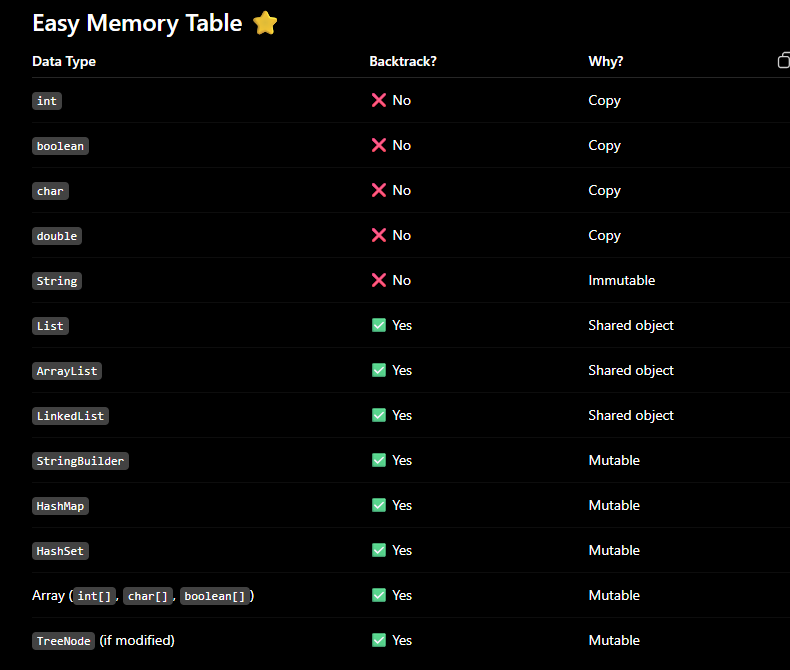 Easy Memory Table ⭐
Data Type Backtrack? Why?
int ❌ No Copy
boolean ❌ No Copy
char ❌ No Copy
double ❌ No Copy
String ❌ No Immutable
List ✅ Yes Shared object
ArrayList ✅ Yes Shared object
LinkedList ✅ Yes Shared object
StringBuilder ✅ Yes Mutable
HashMap ✅ Yes Mutable
HashSet ✅ Yes Mutable
Array (int[], char[], boolean[]) ✅ Yes Mutable
TreeNode (if modified) ✅ Yes Mutable